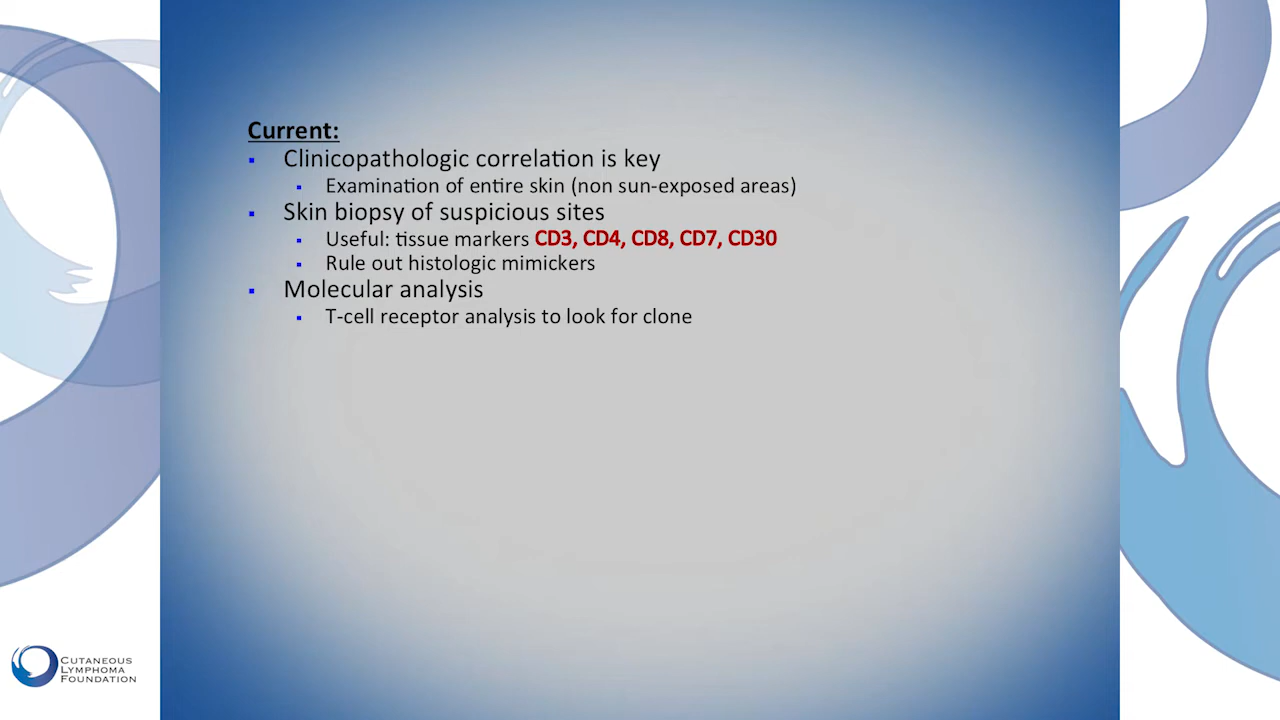 Current:
▪ Clinicopathologic correlation is key
▪ Examination of entire skin (non sun-exposed areas)
▪ Skin biopsy of suspicious sites
▪ Useful: tissue markers CD3, CD4, CD8, CD7, CD30
▪ Rule out histologic mimickers
▪ Molecular analysis
▪ T-cell receptor analysis to look for clone
CUTANEOUS
LYMPHOMA
FOUNDATION